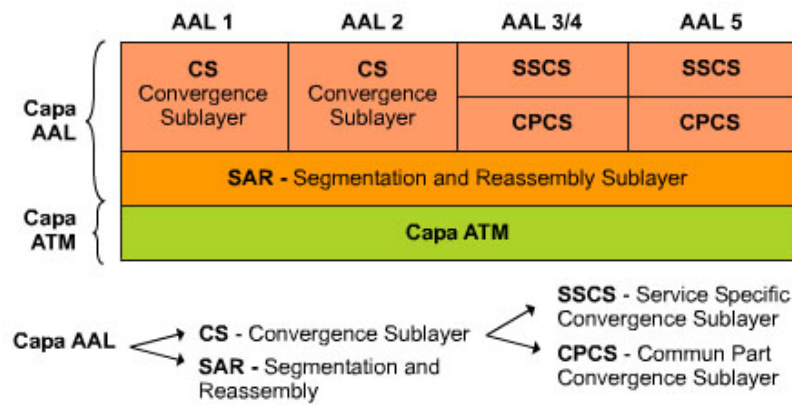 AAL 1 AAL 2 AAL 3/4 AAL 5
CS CS SSCS SSCS
Convergence Convergence
Sublayer Sublayer CPCS CPCS
Capa
AAL
SAR - Segmentation and Reassembly Sublayer
Capa
ATM
Capa ATM
SSCS - Service Specific
Convergence Sublayer
Capa AAL
CS - Convergence Sublayer
SAR - Segmentation and
Reassembly
CPCS - Commun Part
Convergence Sublayer